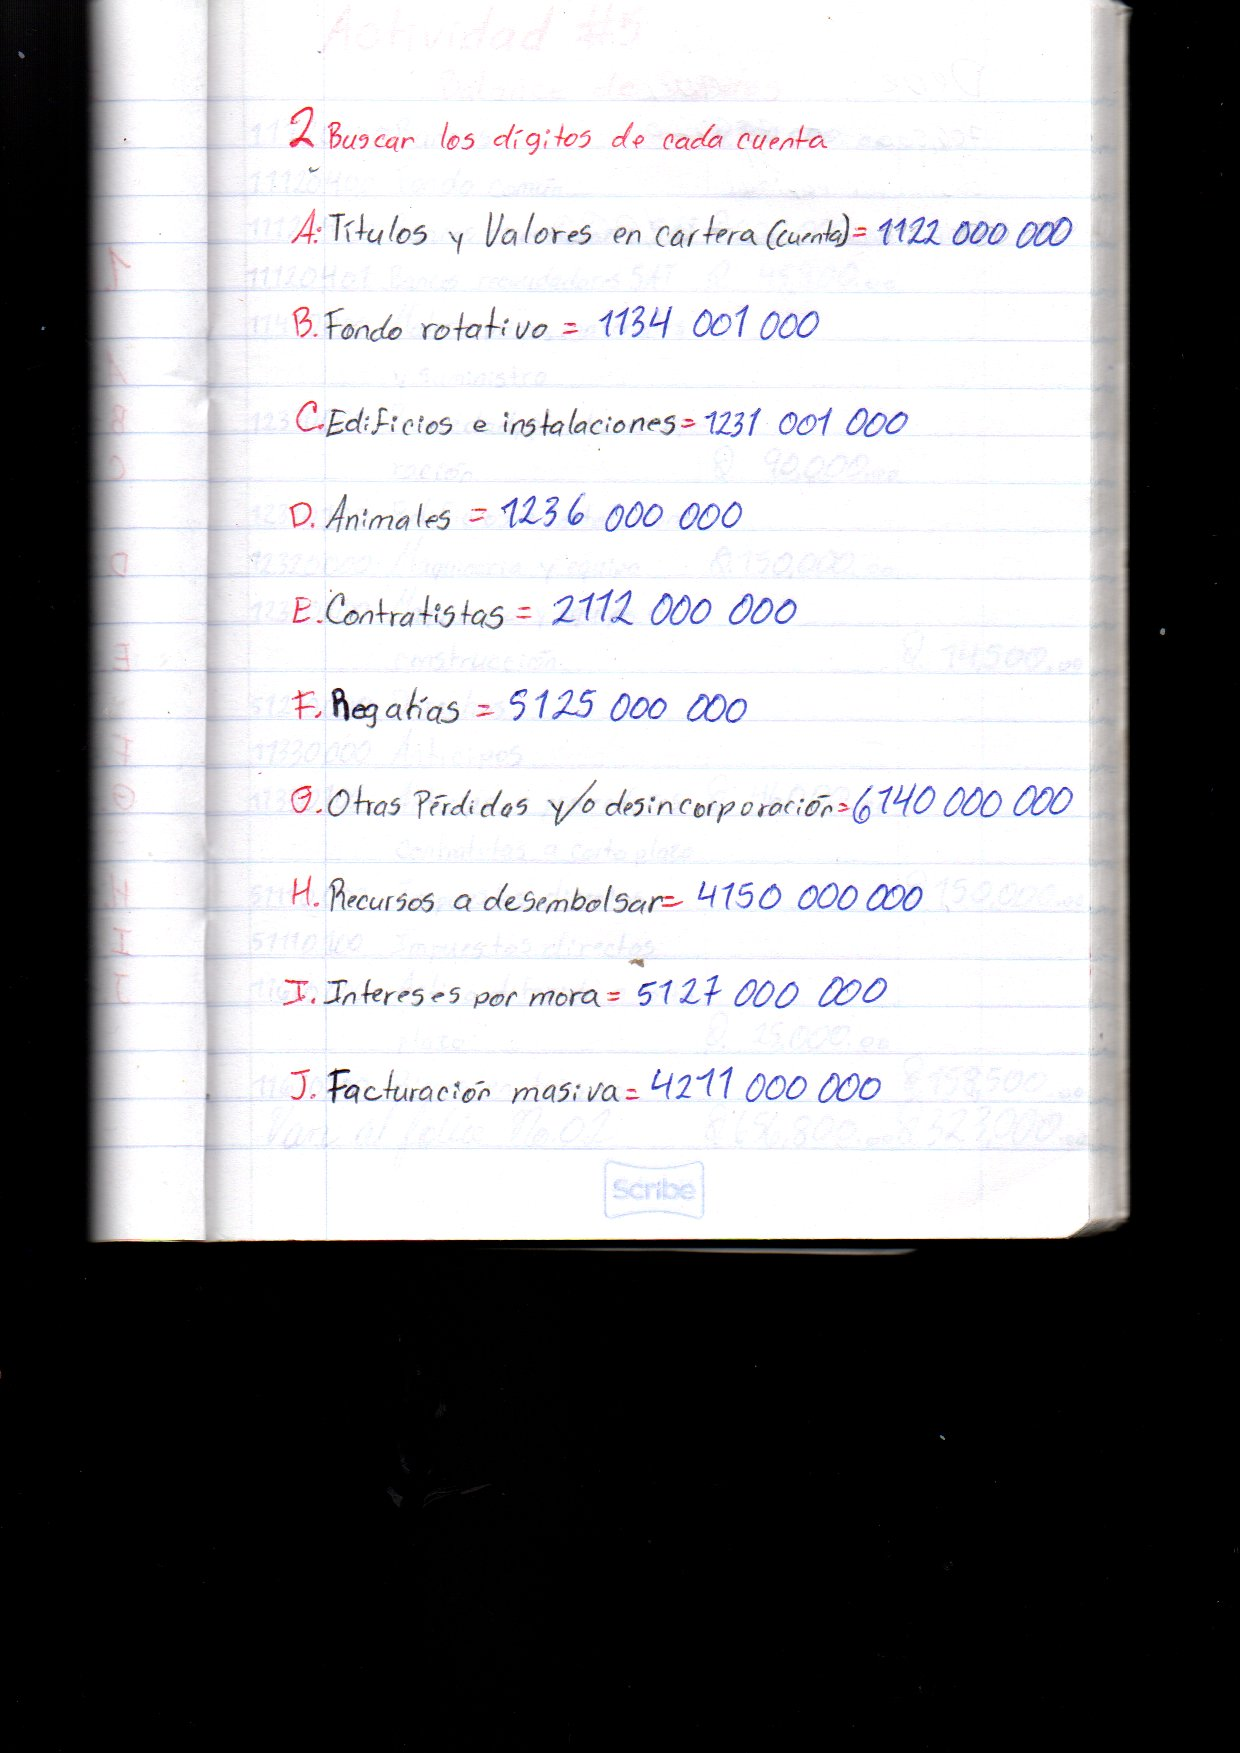 2 Buscar los dígitos de cada cuenta
A. Títulos y Valores en cartera (cuenta) = 1122 000 000
B. Fondo rotativo = 1134 001 000
C. Edificios e instalaciones = 1231 001 000
D. Animales = 1236 000 000
E. Contratistas = 2112 000 000
F. Regatías = 5125 000 000
G. Otras Pérdidas y/o desincorporación = 6140 000 000
H. Recursos a desembolsar = 4150 000 000
I. Intereses por mora = 5127 000 000
J. Facturación masiva = 4211 000 000
Scribe